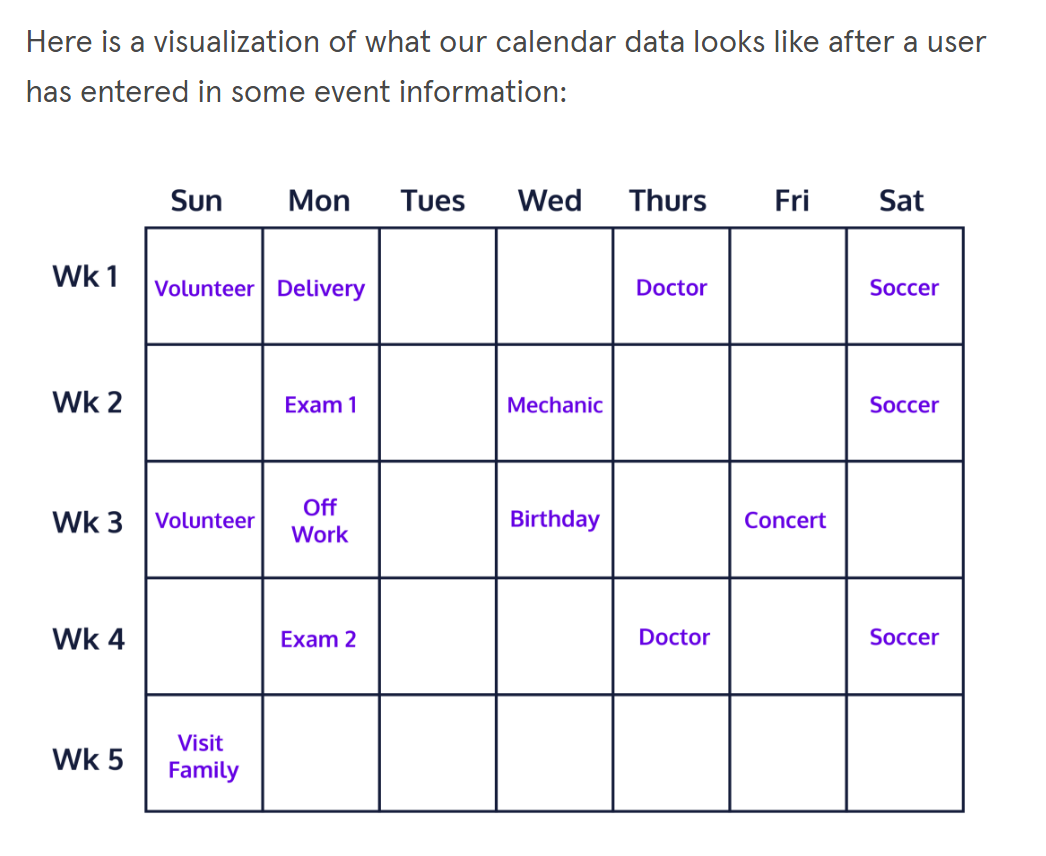 Here is a visualization of what our calendar data looks like after a user
has entered in some event information:
Sun Mon Tues Wed Thurs Fri Sat
Wk 1 Volunteer Delivery Doctor Soccer
Wk 2 Exam 1 Mechanic Soccer
Wk 3 Volunteer Off Work Birthday Concert
Wk 4 Exam 2 Doctor Soccer
Wk 5 Visit Family